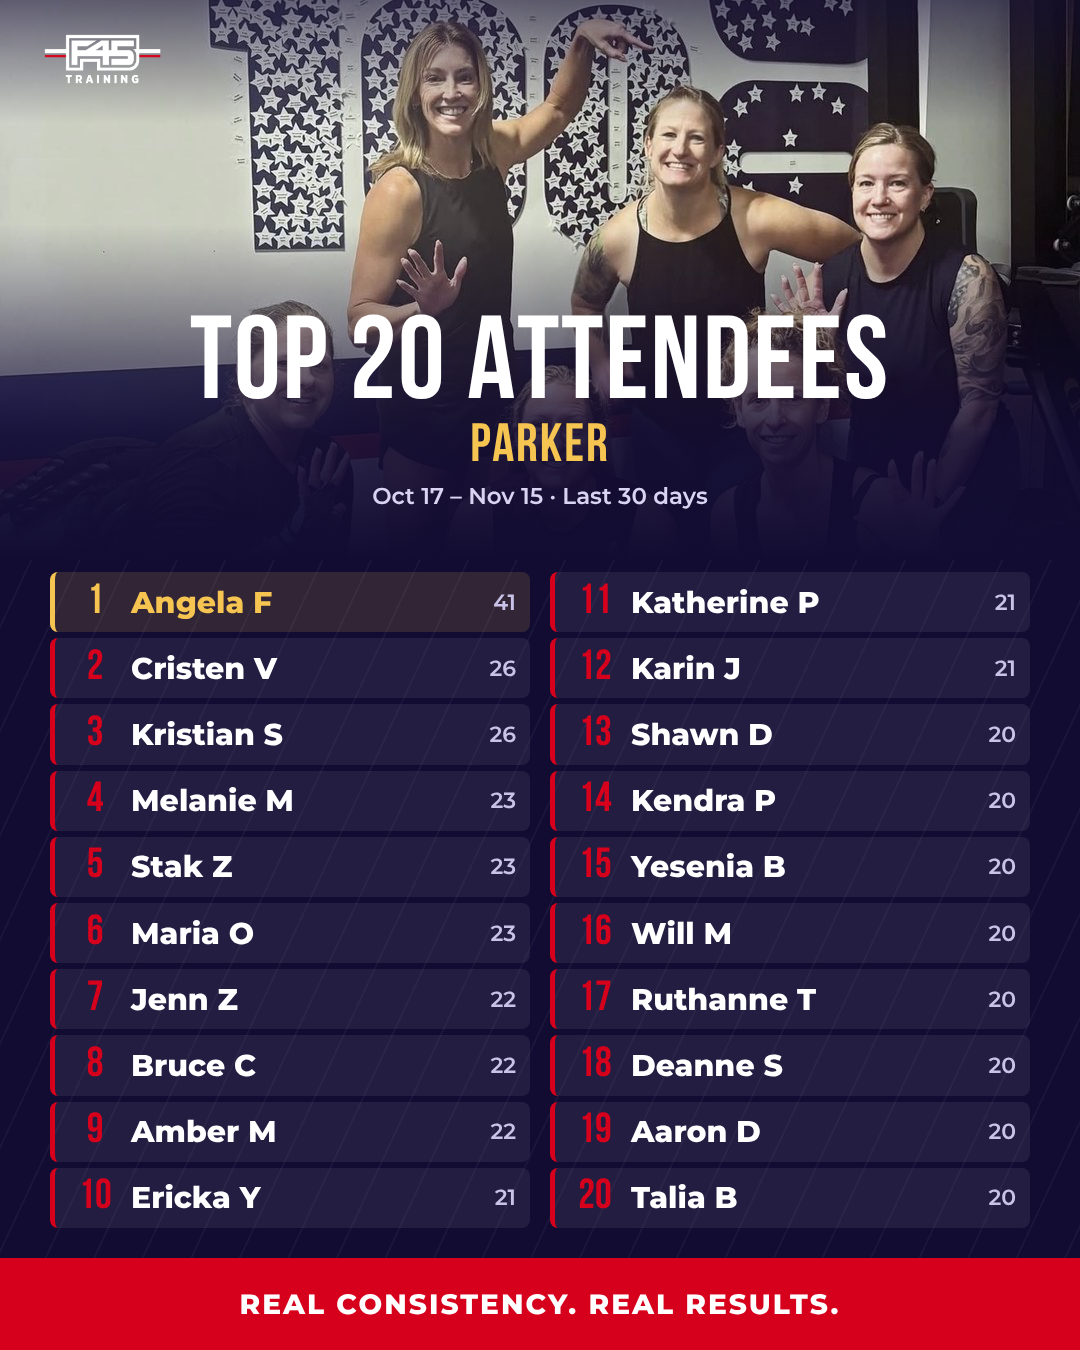 F45
TRAINING
TOP 20 ATTENDEES
PARKER
Oct 17 – Nov 15 · Last 30 days
1 Angela F 41
2 Cristen V 26
3 Kristian S 26
4 Melanie M 23
5 Stak Z 23
6 Maria O 23
7 Jenn Z 22
8 Bruce C 22
9 Amber M 22
10 Ericka Y 21
11 Katherine P 21
12 Karin J 21
13 Shawn D 20
14 Kendra P 20
15 Yesenia B 20
16 Will M 20
17 Ruthanne T 20
18 Deanne S 20
19 Aaron D 20
20 Talia B 20
REAL CONSISTENCY. REAL RESULTS.